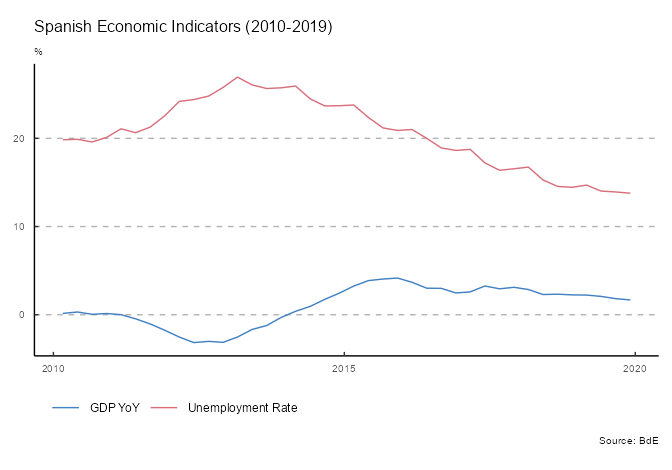 Spanish Economic Indicators (2010-2019)
%
20
10
0
2010 2015 2020
GDP YoY Unemployment Rate
Source: BdE